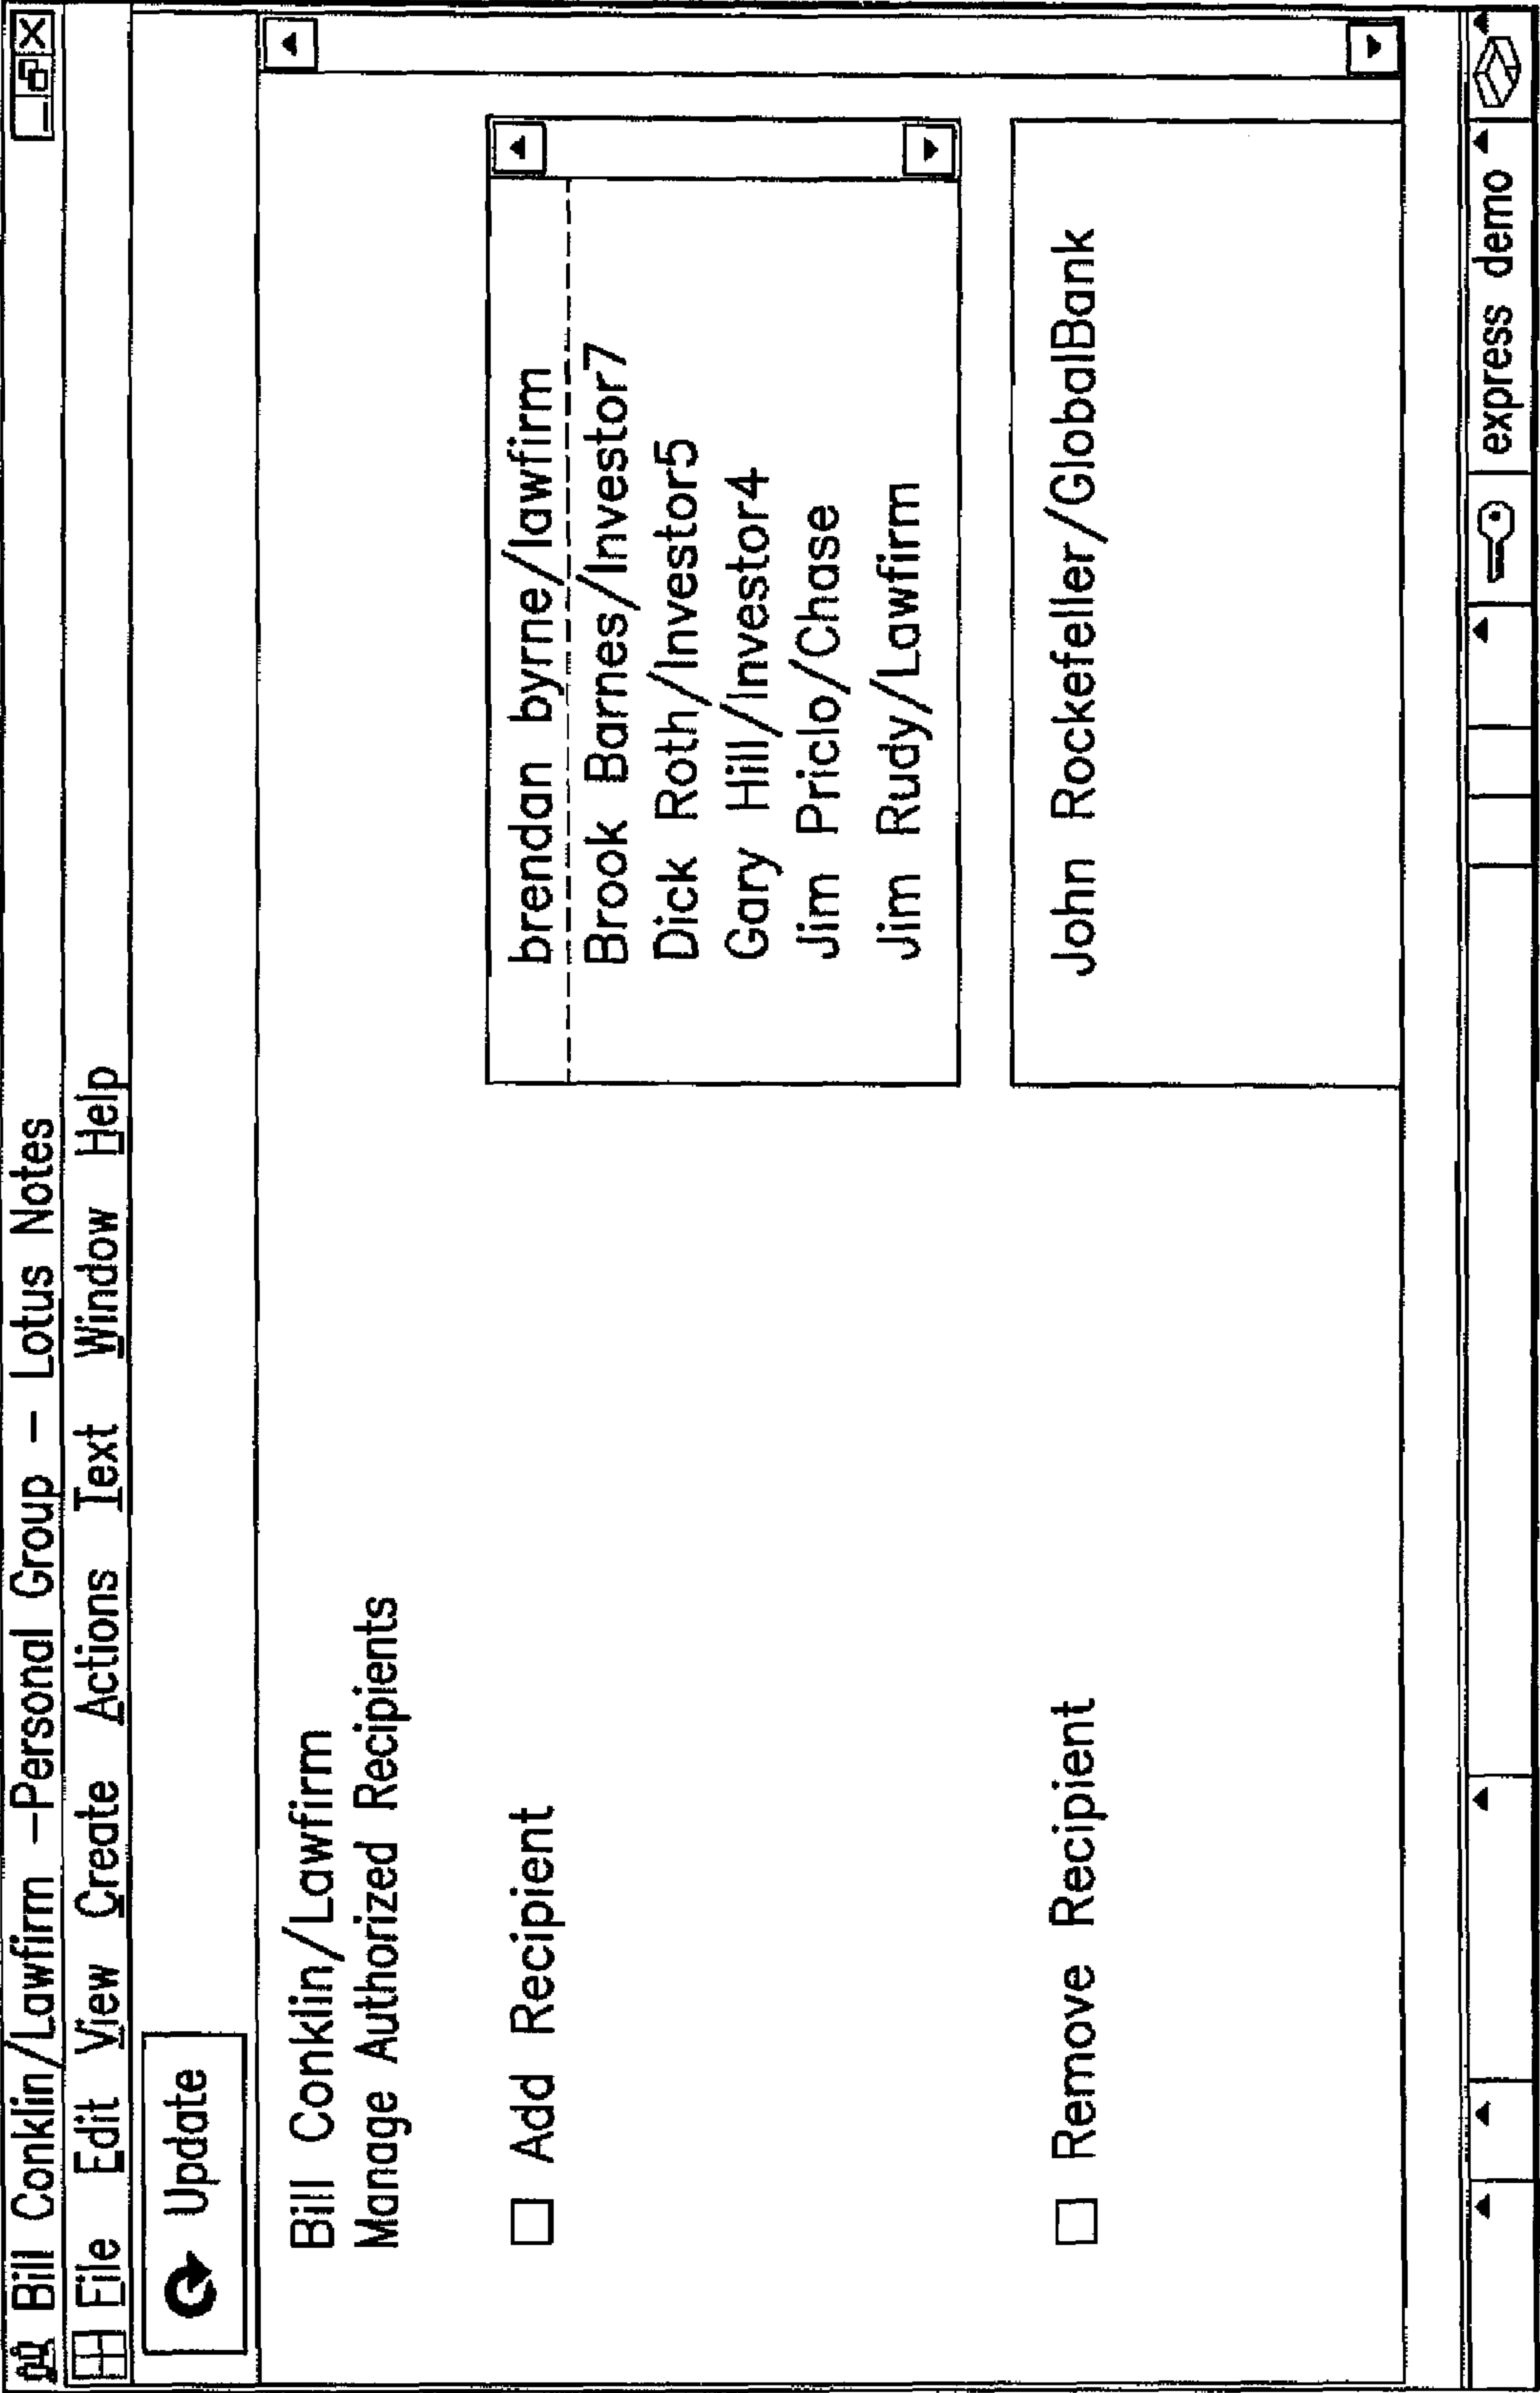 Bill Conklin/Lawfirm –Personal Group – Lotus Notes
File Edit View Create Actions Text Window Help
Update
Bill Conklin/Lawfirm
Manage Authorized Recipients
Add Recipient
brendan byrne/lawfirm
Brook Barnes/Investor7
Dick Roth/Investor5
Gary Hill/Investor4
Jim Priclo/Chase
Jim Rudy/Lawfirm
Remove Recipient
John Rockefeller/GlobalBank
express demo